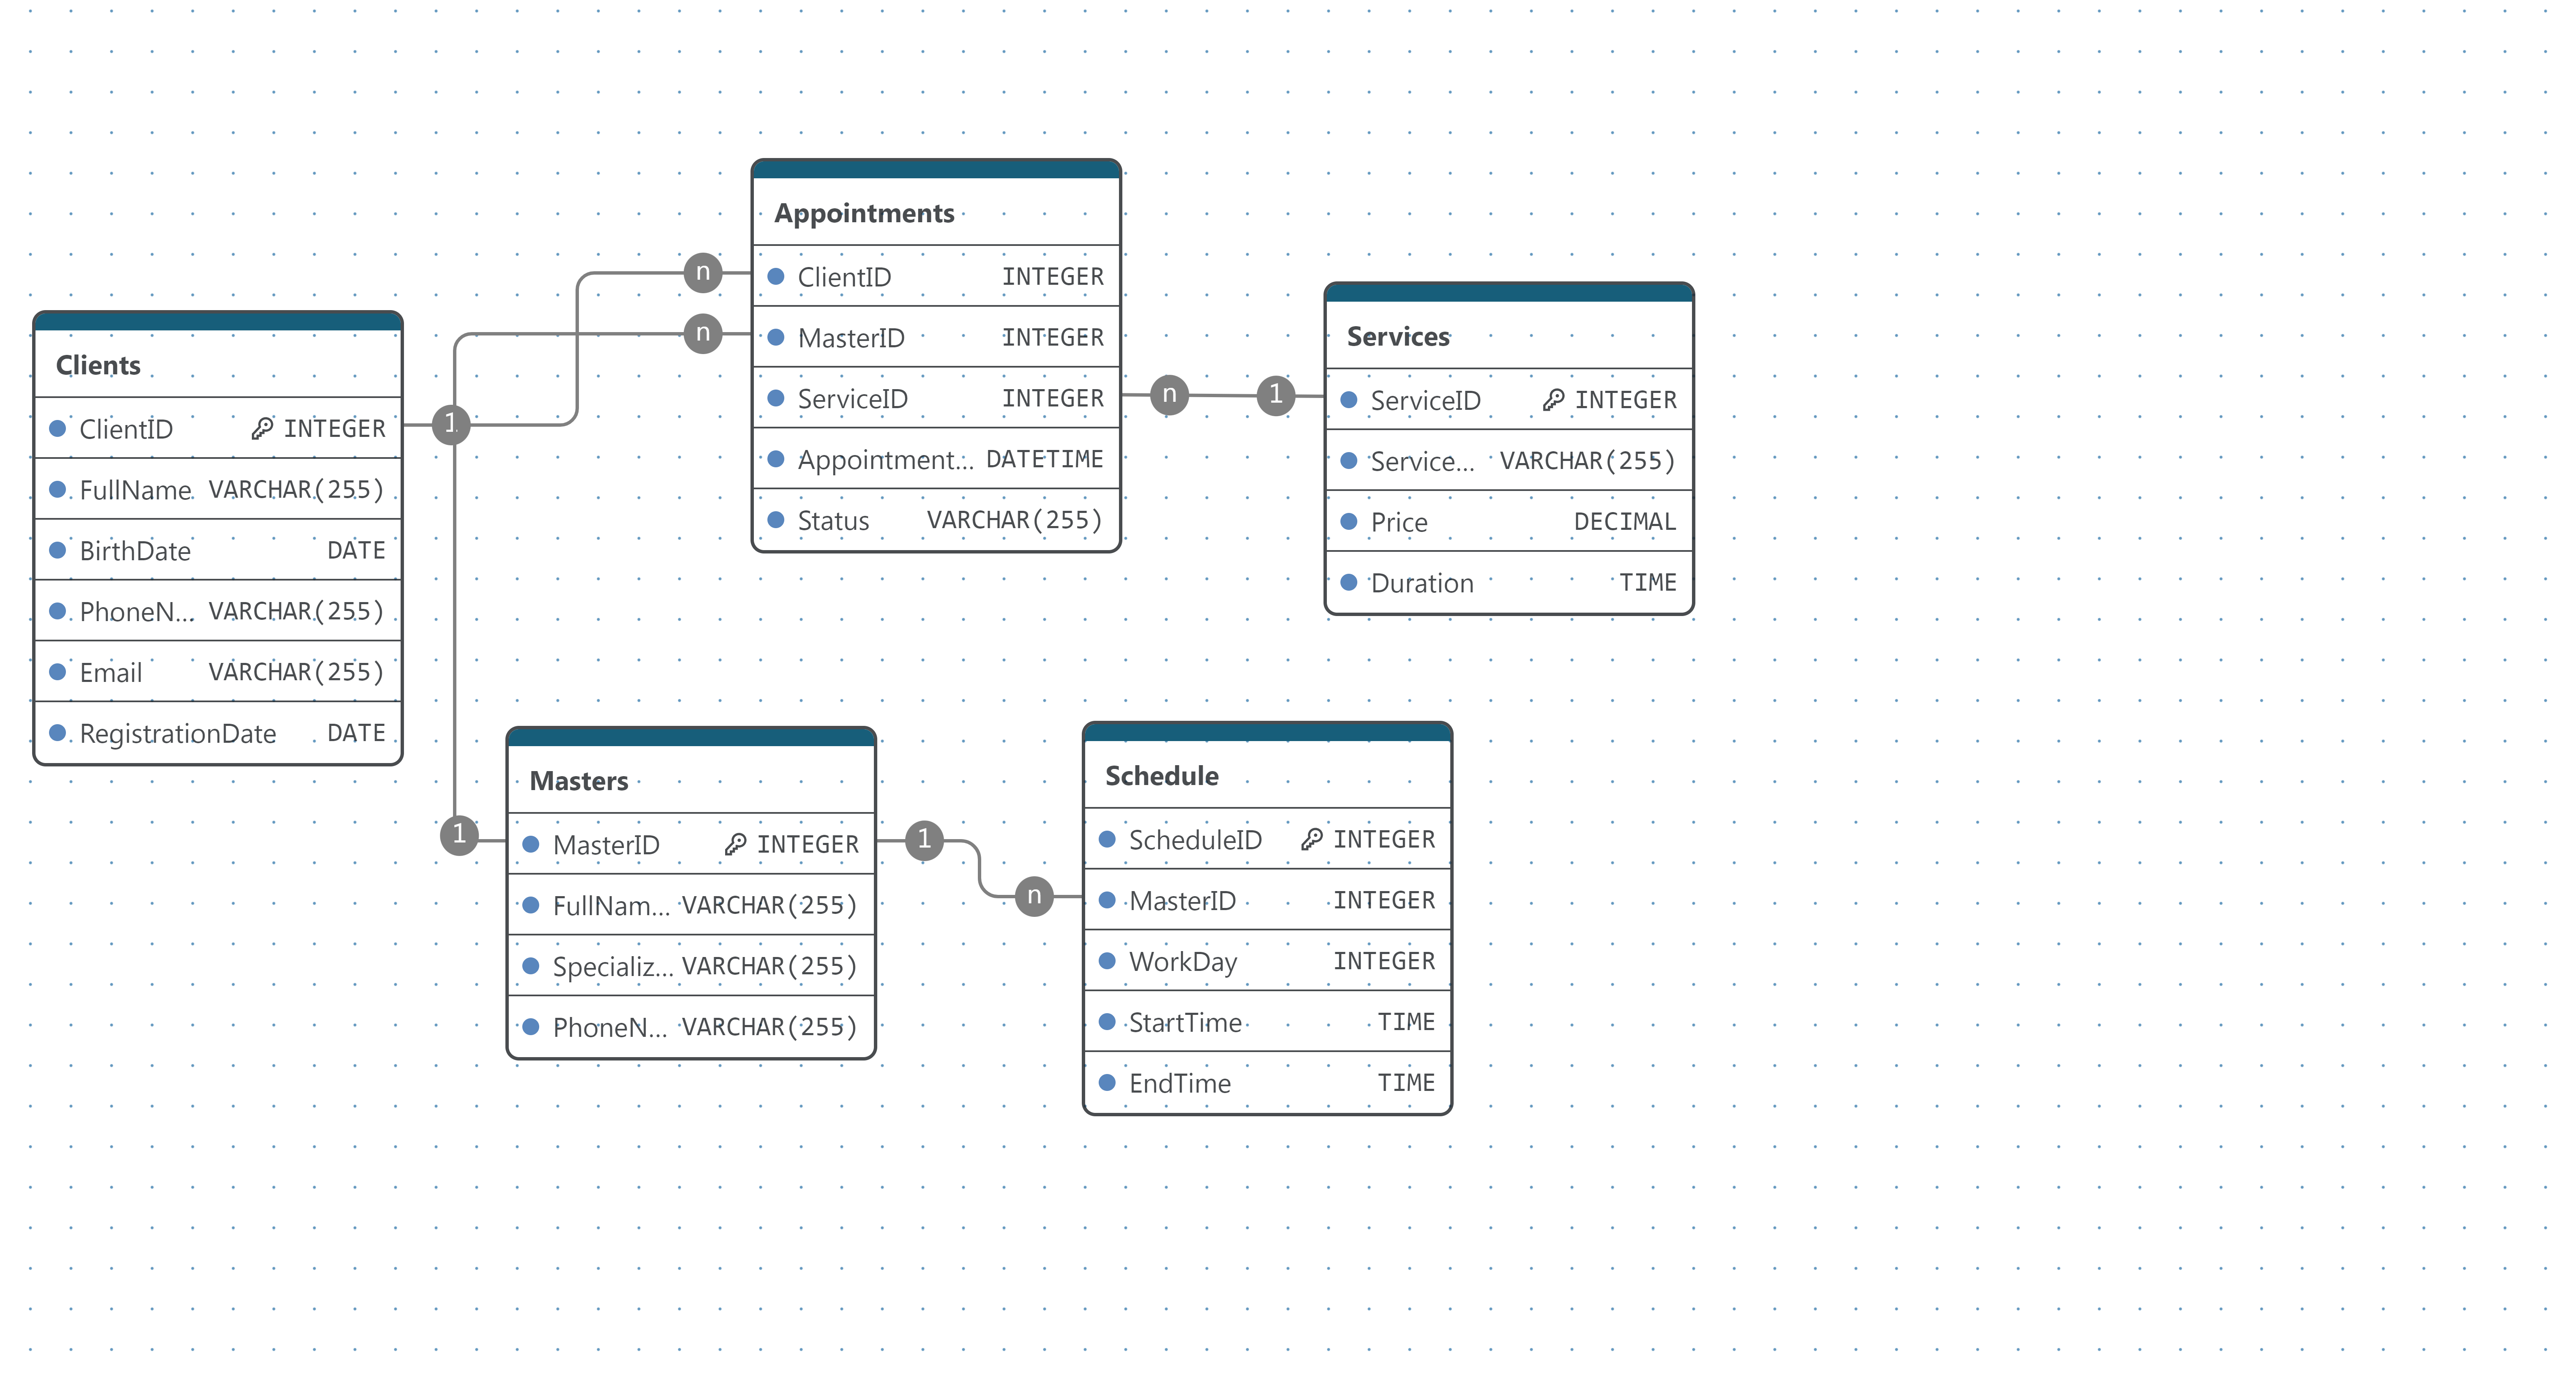 Appointments
ClientID INTEGER
MasterID INTEGER
ServiceID INTEGER
Appointment... DATETIME
Status VARCHAR(255)
Services
ServiceID INTEGER
Service... VARCHAR(255)
Price DECIMAL
Duration TIME
Clients
ClientID INTEGER
FullName VARCHAR(255)
BirthDate DATE
PhoneN... VARCHAR(255)
Email VARCHAR(255)
RegistrationDate DATE
n
n
1
n
1
1
1
n
Masters
MasterID INTEGER
FullNam... VARCHAR(255)
Specializ... VARCHAR(255)
PhoneN... VARCHAR(255)
Schedule
ScheduleID INTEGER
MasterID INTEGER
WorkDay INTEGER
StartTime TIME
EndTime TIME